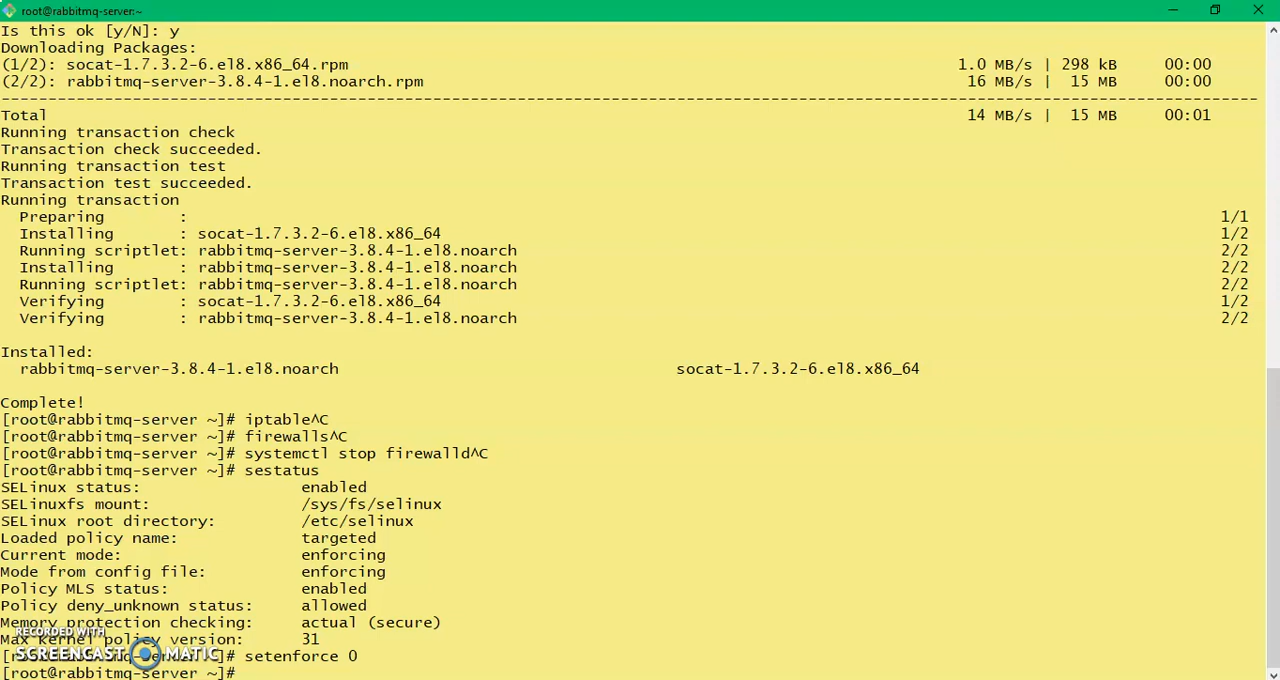 root@rabbitmq-server:~
Is this ok [y/N]: y
Downloading Packages:
(1/2): socat-1.7.3.2-6.el8.x86_64.rpm 1.0 MB/s | 298 kB 00:00
(2/2): rabbitmq-server-3.8.4-1.el8.noarch.rpm 16 MB/s | 15 MB 00:00
--------------------------------------------------------------------------------
Total 14 MB/s | 15 MB 00:01
Running transaction check
Transaction check succeeded.
Running transaction test
Transaction test succeeded.
Running transaction
Preparing : 1/1
Installing : socat-1.7.3.2-6.el8.x86_64 1/2
Running scriptlet: rabbitmq-server-3.8.4-1.el8.noarch 2/2
Installing : rabbitmq-server-3.8.4-1.el8.noarch 2/2
Running scriptlet: rabbitmq-server-3.8.4-1.el8.noarch 2/2
Verifying : socat-1.7.3.2-6.el8.x86_64 1/2
Verifying : rabbitmq-server-3.8.4-1.el8.noarch 2/2
Installed:
rabbitmq-server-3.8.4-1.el8.noarch socat-1.7.3.2-6.el8.x86_64
Complete!
[root@rabbitmq-server ~]# iptable^C
[root@rabbitmq-server ~]# firewalls^C
[root@rabbitmq-server ~]# systemctl stop firewalld^C
[root@rabbitmq-server ~]# sestatus
SELinux status: enabled
SELinuxfs mount: /sys/fs/selinux
SELinux root directory: /etc/selinux
Loaded policy name: targeted
Current mode: enforcing
Mode from config file: enforcing
Policy MLS status: enabled
Policy deny_unknown status: allowed
Memory protection checking: actual (secure)
Max kernel policy version: 31
[root@rabbitmq-server ~]# setenforce 0
[root@rabbitmq-server ~]#
RECORDED WITH
SCREENCAST MATIC